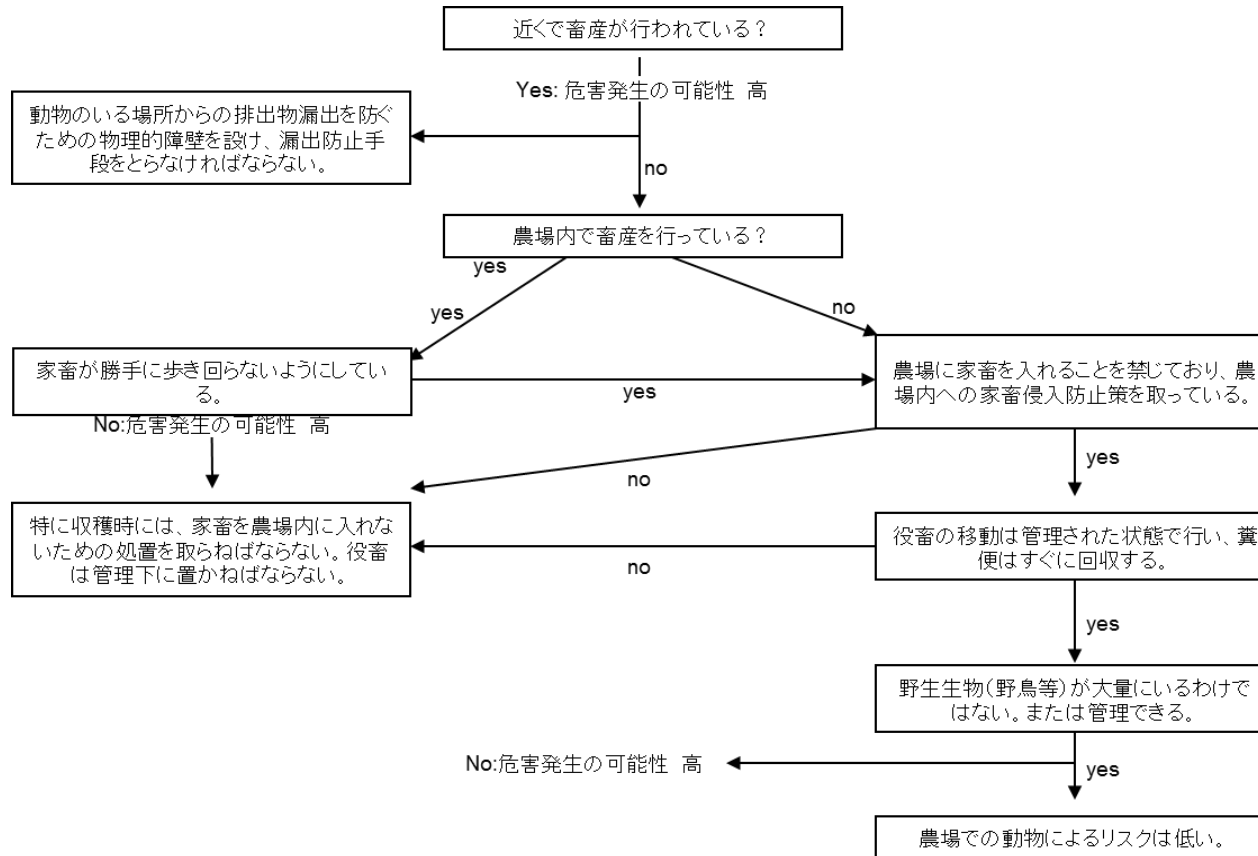 近くで畜産が行われている?
Yes: 危害発生の可能性 高
動物のいる場所からの排出物漏出を防ぐ
ための物理的障壁を設け、漏出防止手
段をとらなければならない。
no
農場内で畜産を行っている?
yes
yes
no
家畜が勝手に歩き回らないようにしてい
る。
yes
農場に家畜を入れることを禁じており、農
場内への家畜侵入防止策を取っている。
No:危害発生の可能性 高
no
yes
特に収穫時には、家畜を農場内に入れな
いための処置を取らねばならない。役畜
は管理下に置かねばならない。
no
役畜の移動は管理された状態で行い、糞
便はすぐに回収する。
yes
野生生物(野鳥等)が大量にいるわけで
はない。または管理できる。
No:危害発生の可能性 高
yes
農場での動物によるリスクは低い。